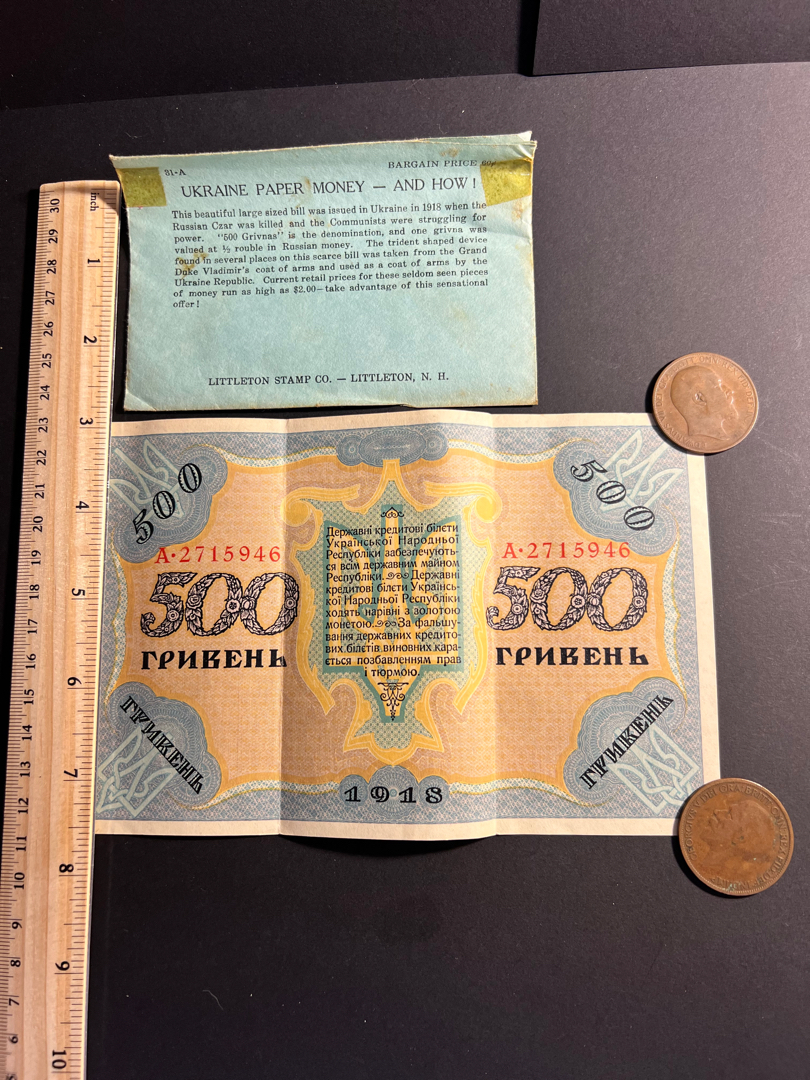 31-A
BARGAIN PRICE
UKRAINE PAPER MONEY — AND HOW !
This beautiful large sized bill was issued in Ukraine in 1918 when the
Russian Czar was killed and the Communists were struggling for
power. "500 Grivnas" is the denomination, and one grivna was
valued at ½ rouble in Russian money. The trident shaped device
found in several places on this scarce bill was taken from the Grand
Duke Vladimir's coat of arms and used as a coat of arms by the
Ukraine Republic. Current retail prices for these seldom seen pieces
of money run as high as $2.00—take advantage of this sensational
offer !
LITTLETON STAMP CO. — LITTLETON, N. H.
inch
1
2
3
4
5
6
7
8
9
10
30
29
28
27
26
25
24
23
22
21
20
19
18
17
16
15
14
13
12
11
10
9
8
7
6
500
500
А·2715946
А·2715946
500
500
ГРИВЕНЬ
ГРИВЕНЬ
Державні кредитові білєти
Української Народньої
Республіки забезпечують-
ся всім державним майном
Республіки. Державні
кредитові білєти Українсь-
кої Народньої Республіки
ходять нарівні з золотою
монетою. За фальшу-
вання державних кредито-
вих білєтів виновних кара-
ється позбавленням прав
і тюрмою.
ГРИВЕНЬ
ГРИВЕНЬ
1918